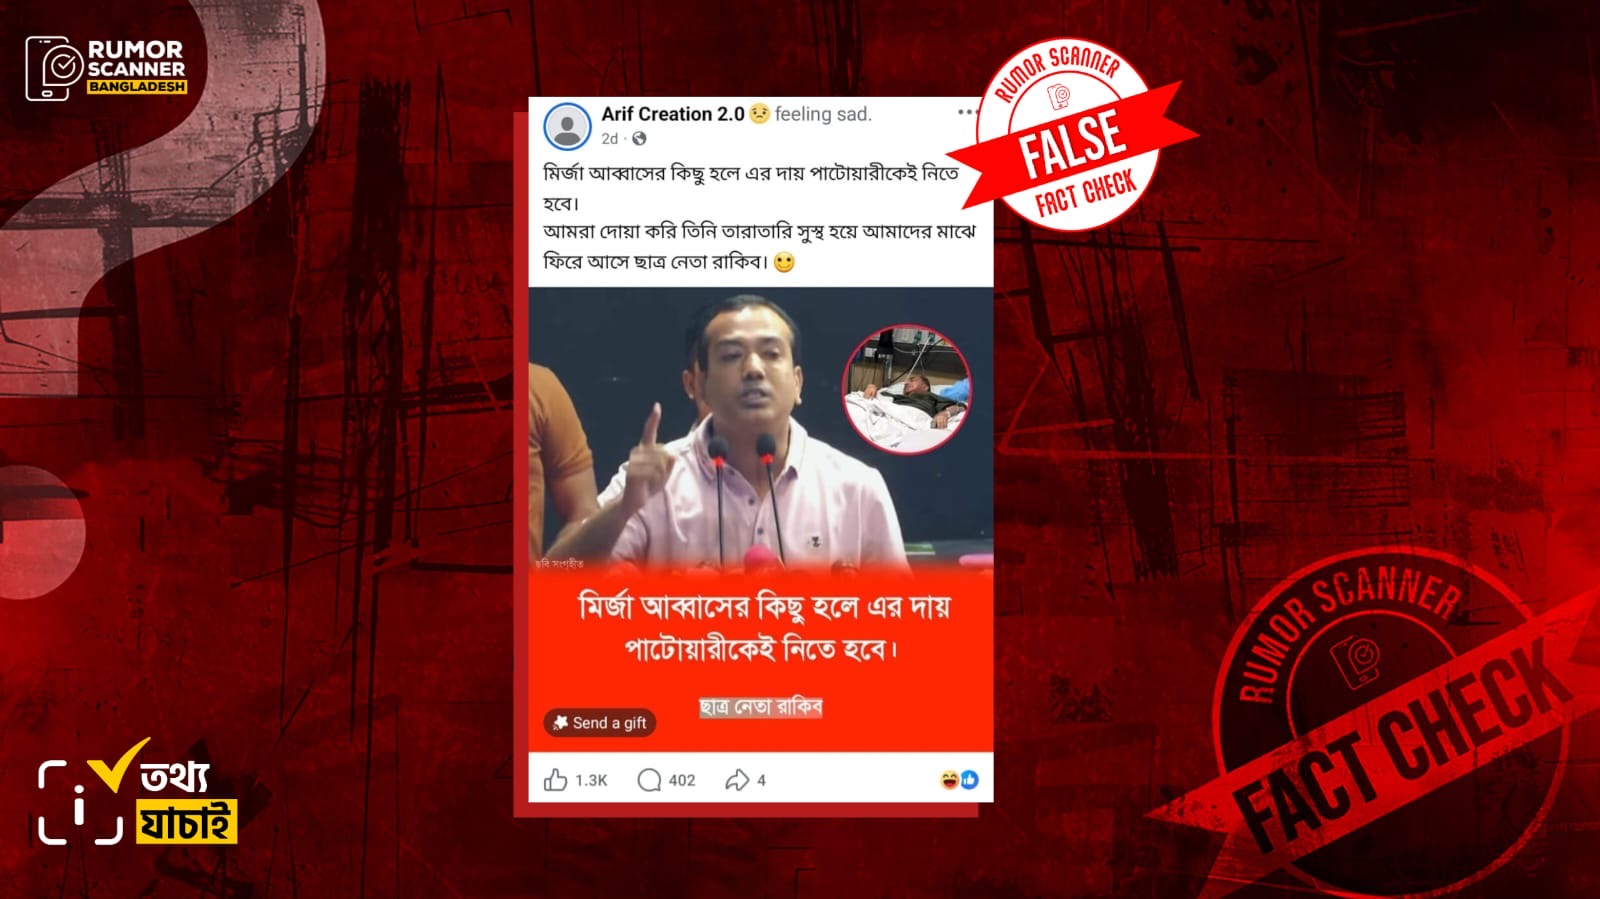 RUMOR
SCANNER
BANGLADESH
Arif Creation 2.0 😟 feeling sad.
2d ·
মির্জা আব্বাসের কিছু হলে এর দায় পাটোয়ারীকেই নিতে
হবে।
আমরা দোয়া করি তিনি তারাতারি সুস্থ হয়ে আমাদের মাঝে
ফিরে আসে ছাত্র নেতা রাকিব। 🙂
RUMOR SCANNER
FALSE
FACT CHECK
ছবি সংগৃহীত
মির্জা আব্বাসের কিছু হলে এর দায়
পাটোয়ারীকেই নিতে হবে।
ছাত্র নেতা রাকিব
Send a gift
1.3K 402 4
তথ্য
যাচাই
RUMOR SCANNER
FACT CHECK